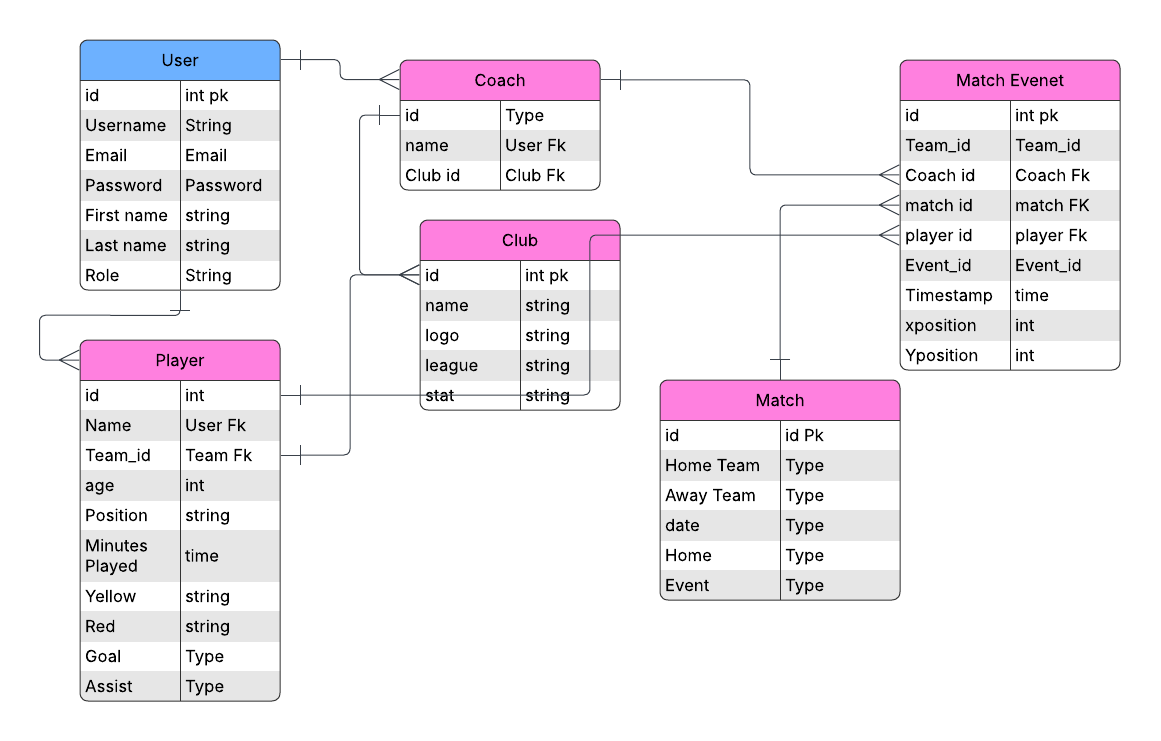 User
id int pk
Username String
Email Email
Password Password
First name string
Last name string
Role String
Coach
id Type
name User Fk
Club id Club Fk
Match Evenet
id int pk
Team_id Team_id
Coach id Coach Fk
match id match FK
player id player Fk
Event_id Event_id
Timestamp time
xposition int
Yposition int
Club
id int pk
name string
logo string
league string
stat string
Player
id int
Name User Fk
Team_id Team Fk
age int
Position string
Minutes
Played time
Yellow string
Red string
Goal Type
Assist Type
Match
id id Pk
Home Team Type
Away Team Type
date Type
Home Type
Event Type